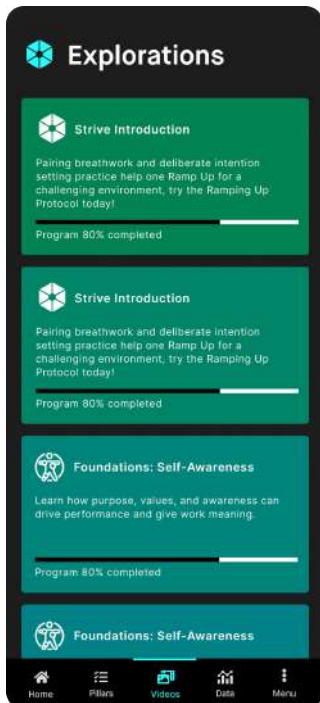 Explorations
Strive Introduction
Pairing breathwork and deliberate intention
setting practice help one Ramp Up for a
challenging environment, try the Ramping Up
Protocol today!
Program 80% completed
Strive Introduction
Pairing breathwork and deliberate intention
setting practice help one Ramp Up for a
challenging environment, try the Ramping Up
Protocol today!
Program 80% completed
Foundations: Self-Awareness
Learn how purpose, values, and awareness can
drive performance and give work meaning.
Program 80% completed
Foundations: Self-Awareness
Home Pillars Videos Data Menu